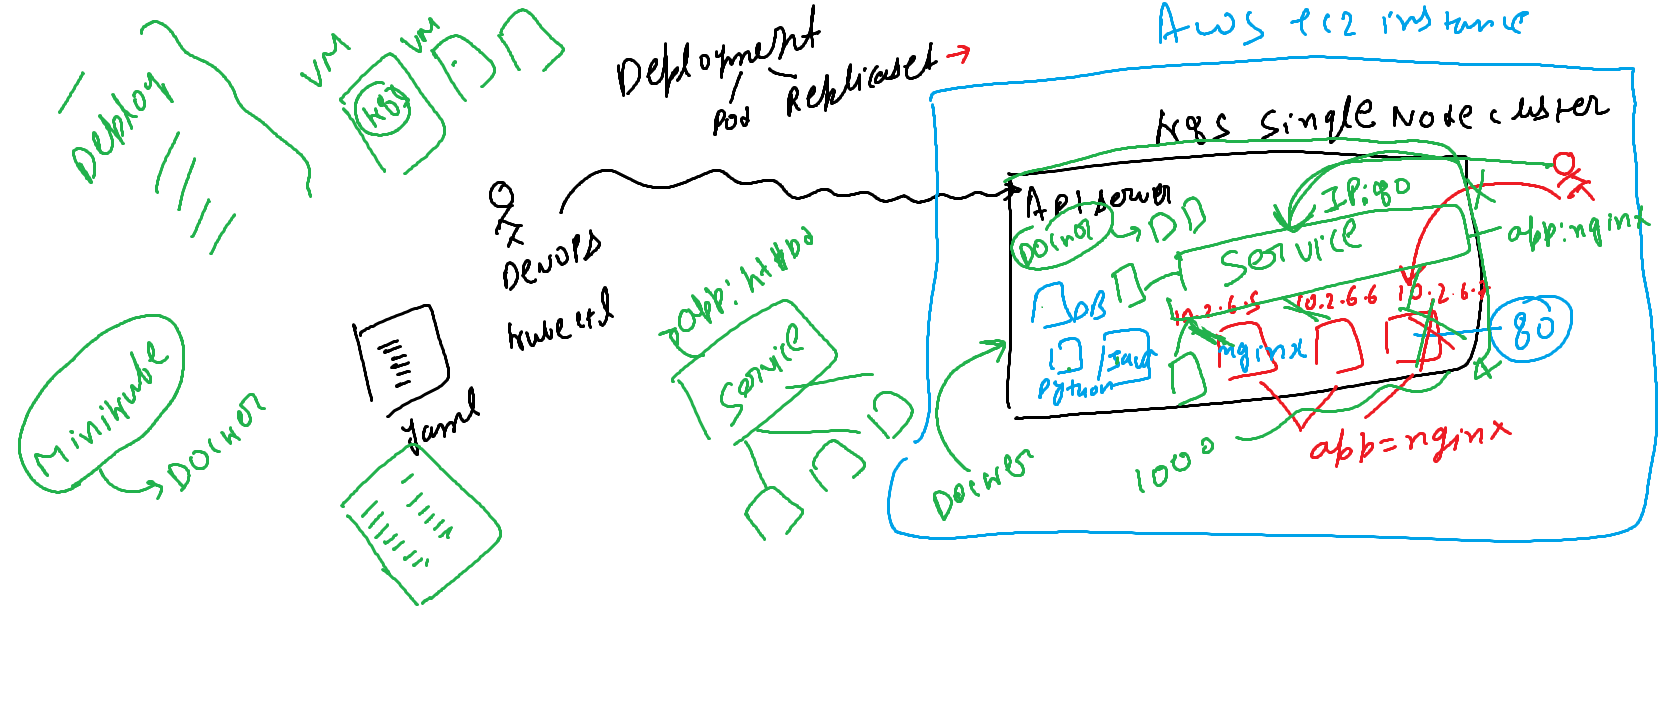 AWS ec2 instance
VM
VM
K8S
Deployment
Pod
Replicaset
Deploy
K8S Single Node cluster
API server
Docker
DD
IP:80
Service
app:nginx
DevOPS
kubectl
app: httpd
Service
DB
10.2.6.5
10.2.6.6
10.2.6.7
80
nginx
Java
Python
Minikube
Docker
Yaml
Docker
1000
app=nginx